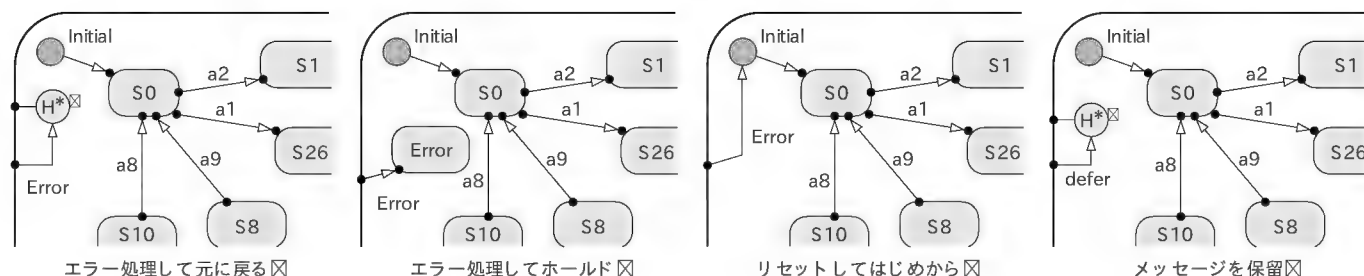 Initial
S0
S1
a2
a1
S26
H*
Error
a8
a9
S10
S8
エラー処理して元に戻る
Initial
S0
S1
a2
a1
S26
Error
Error
a8
a9
S10
S8
エラー処理してホールド
Initial
S0
S1
a2
a1
S26
Error
a8
a9
S10
S8
リセットしてはじめから
Initial
S0
S1
a2
a1
S26
H*
defer
a8
a9
S10
S8
メッセージを保留